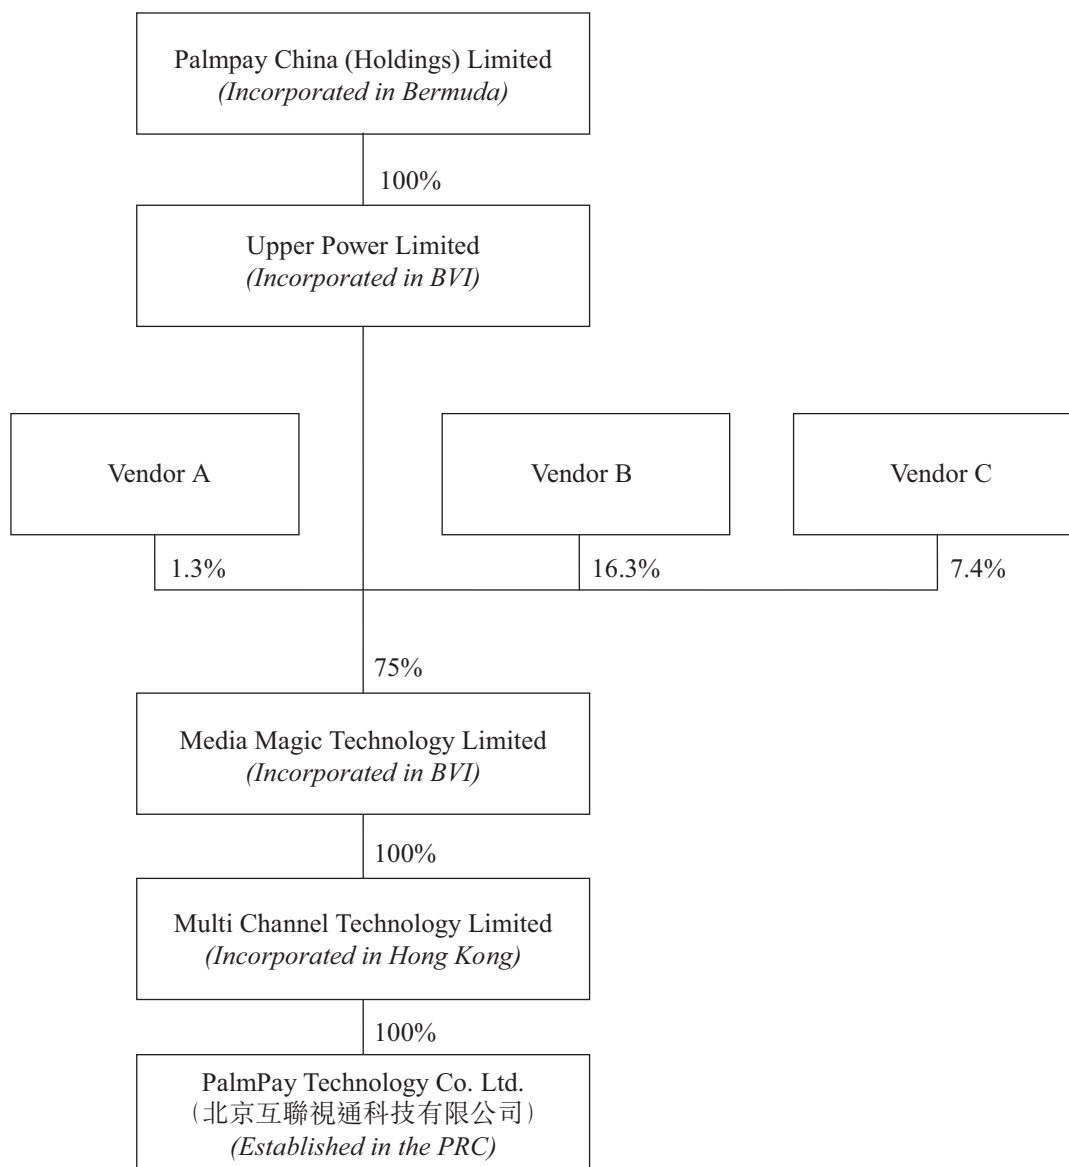 Palmpay China (Holdings) Limited
(Incorporated in Bermuda)
100%
Upper Power Limited
(Incorporated in BVI)
Vendor A
Vendor B
Vendor C
1.3%
16.3%
7.4%
75%
Media Magic Technology Limited
(Incorporated in BVI)
100%
Multi Channel Technology Limited
(Incorporated in Hong Kong)
100%
PalmPay Technology Co. Ltd.
（北京互聯視通科技有限公司）
(Established in the PRC)